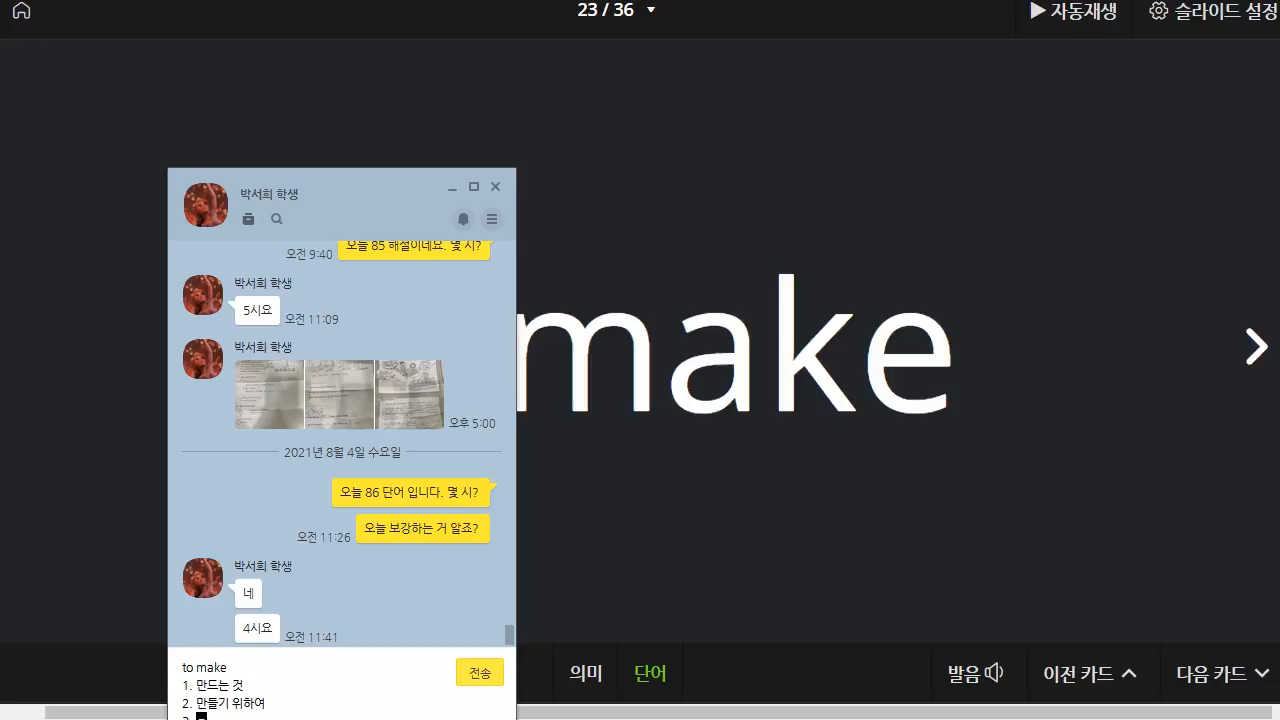 23 / 36
자동재생
슬라이드 설정
make
박서희 학생
오늘 85 해설이네요. 몇 시?
오전 9:40
박서희 학생
5시요
오전 11:09
박서희 학생
오후 5:00
2021년 8월 4일 수요일
오늘 86 단어 입니다. 몇 시?
오늘 보강하는 거 알죠?
오전 11:26
박서희 학생
네
4시요
오전 11:41
to make
1. 만드는 것
2. 만들기 위하여
전송
의미
단어
발음
이전 카드
다음 카드